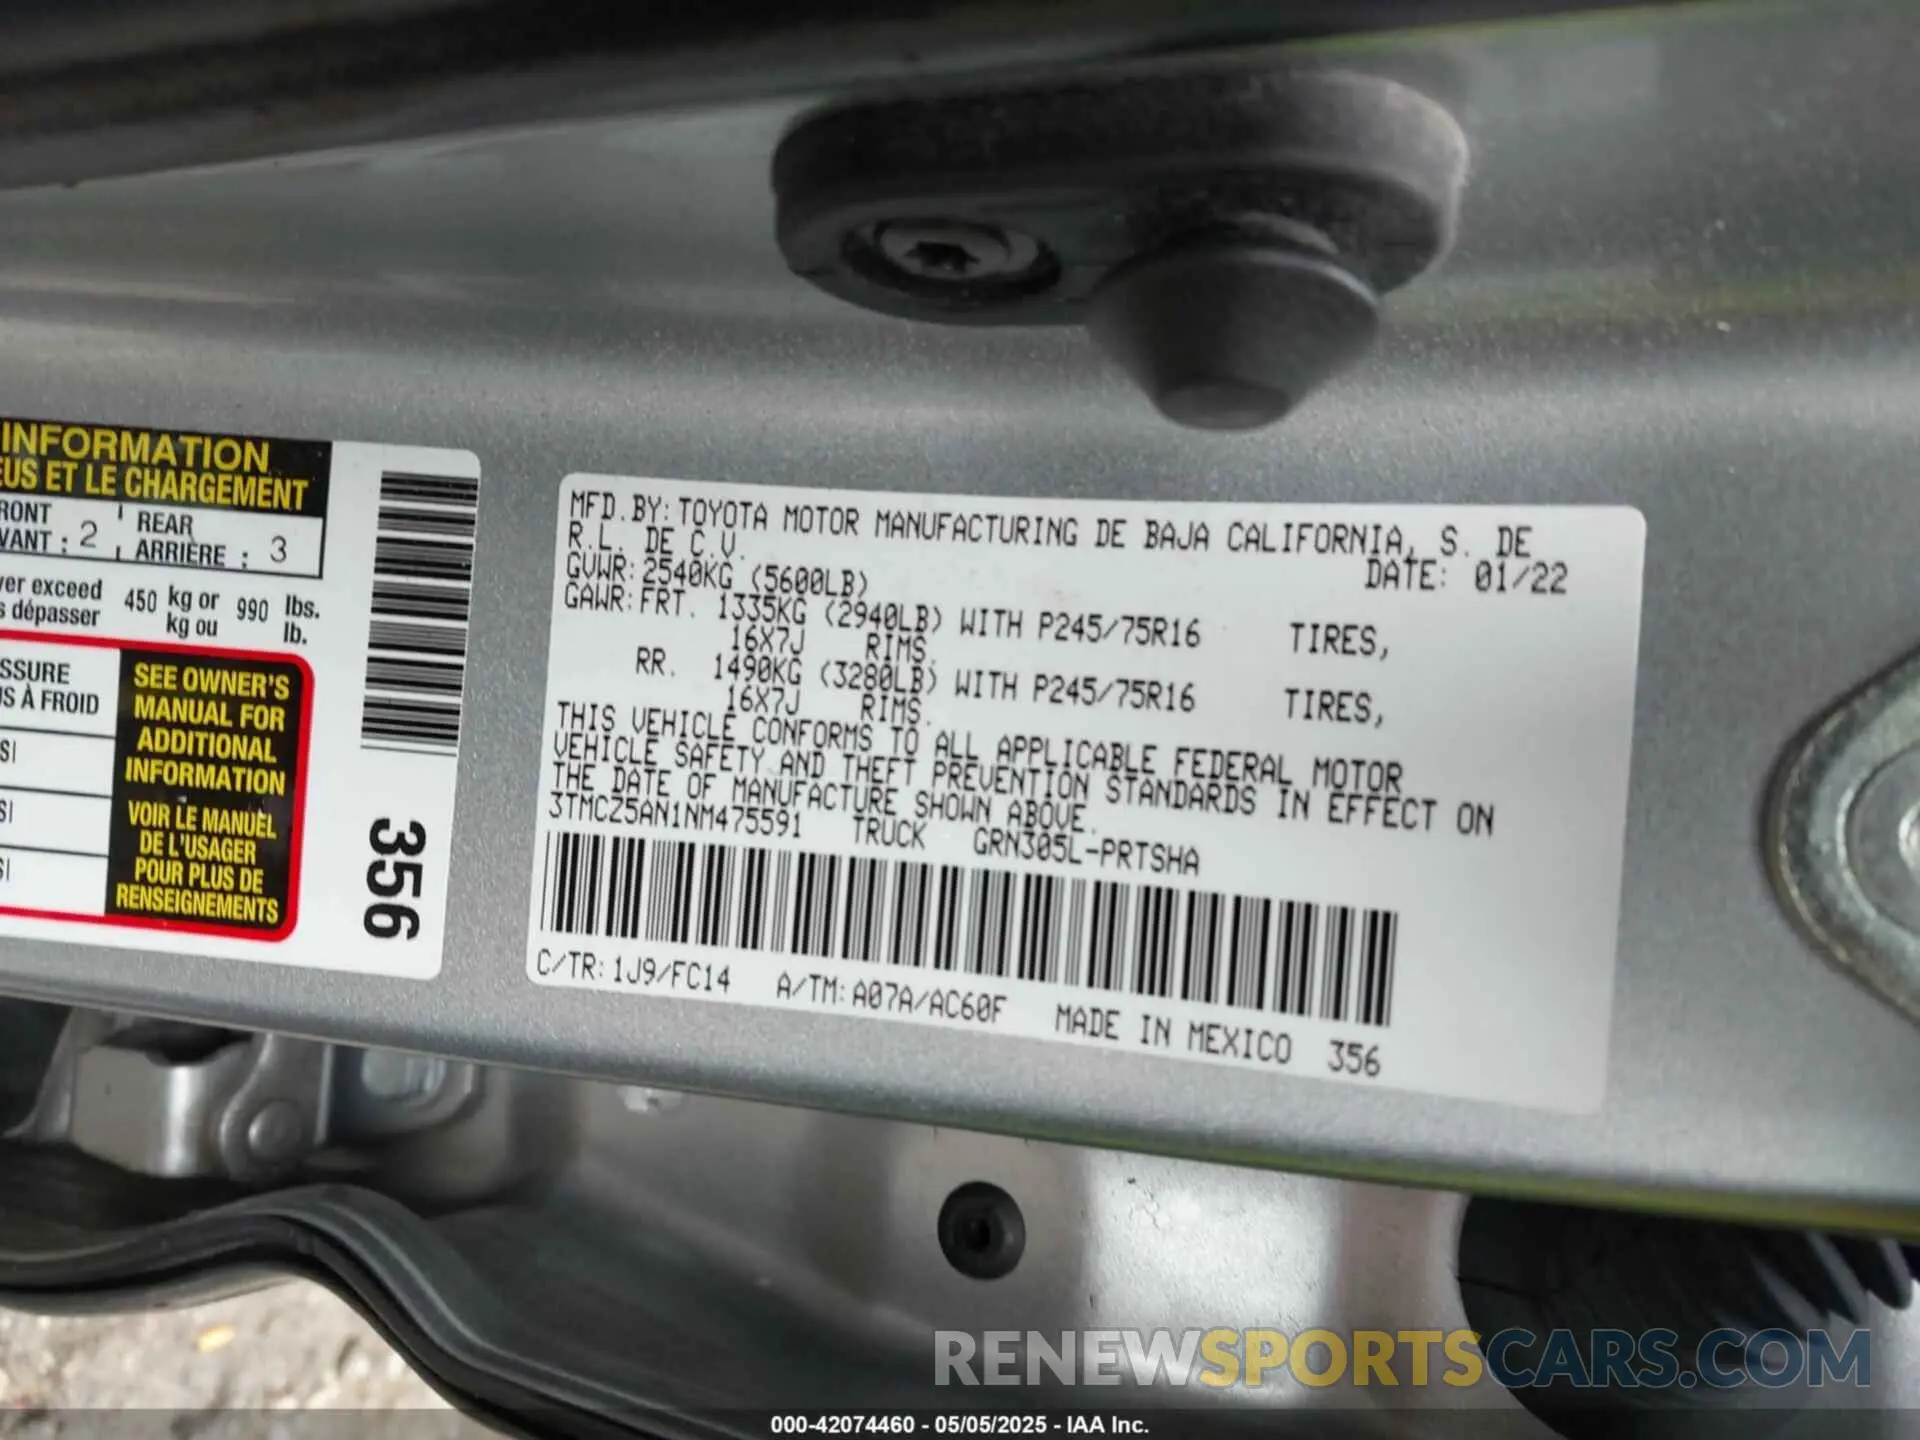 INFORMATION
EUS ET LE CHARGEMENT
RONT
VANT : 2
REAR
ARRIÈRE : 3
ver exceed
s dépasser
450 kg or 990 lbs.
kg ou lb.
SSURE
US À FROID
SI
SI
SI
SEE OWNER'S
MANUAL FOR
ADDITIONAL
INFORMATION
VOIR LE MANUEL
DE L'USAGER
POUR PLUS DE
RENSEIGNEMENTS
356
MFD.BY:TOYOTA MOTOR MANUFACTURING DE BAJA CALIFORNIA, S. DE
R.L. DE C.V.
DATE: 01/22
GVWR:2540KG (5600LB)
GAWR:FRT. 1335KG (2940LB) WITH P245/75R16 TIRES,
16X7J RIMS.
RR. 1490KG (3280LB) WITH P245/75R16 TIRES,
16X7J RIMS.
THIS VEHICLE CONFORMS TO ALL APPLICABLE FEDERAL MOTOR
VEHICLE SAFETY AND THEFT PREVENTION STANDARDS IN EFFECT ON
THE DATE OF MANUFACTURE SHOWN ABOVE.
3TMCZ5AN1NM475591 TRUCK GRN305L-PRTSHA
C/TR:1J9/FC14 A/TM:A07A/AC60F MADE IN MEXICO 356
RENEWSPORTSCARS.COM
000-42074460 - 05/05/2025 - IAA Inc.